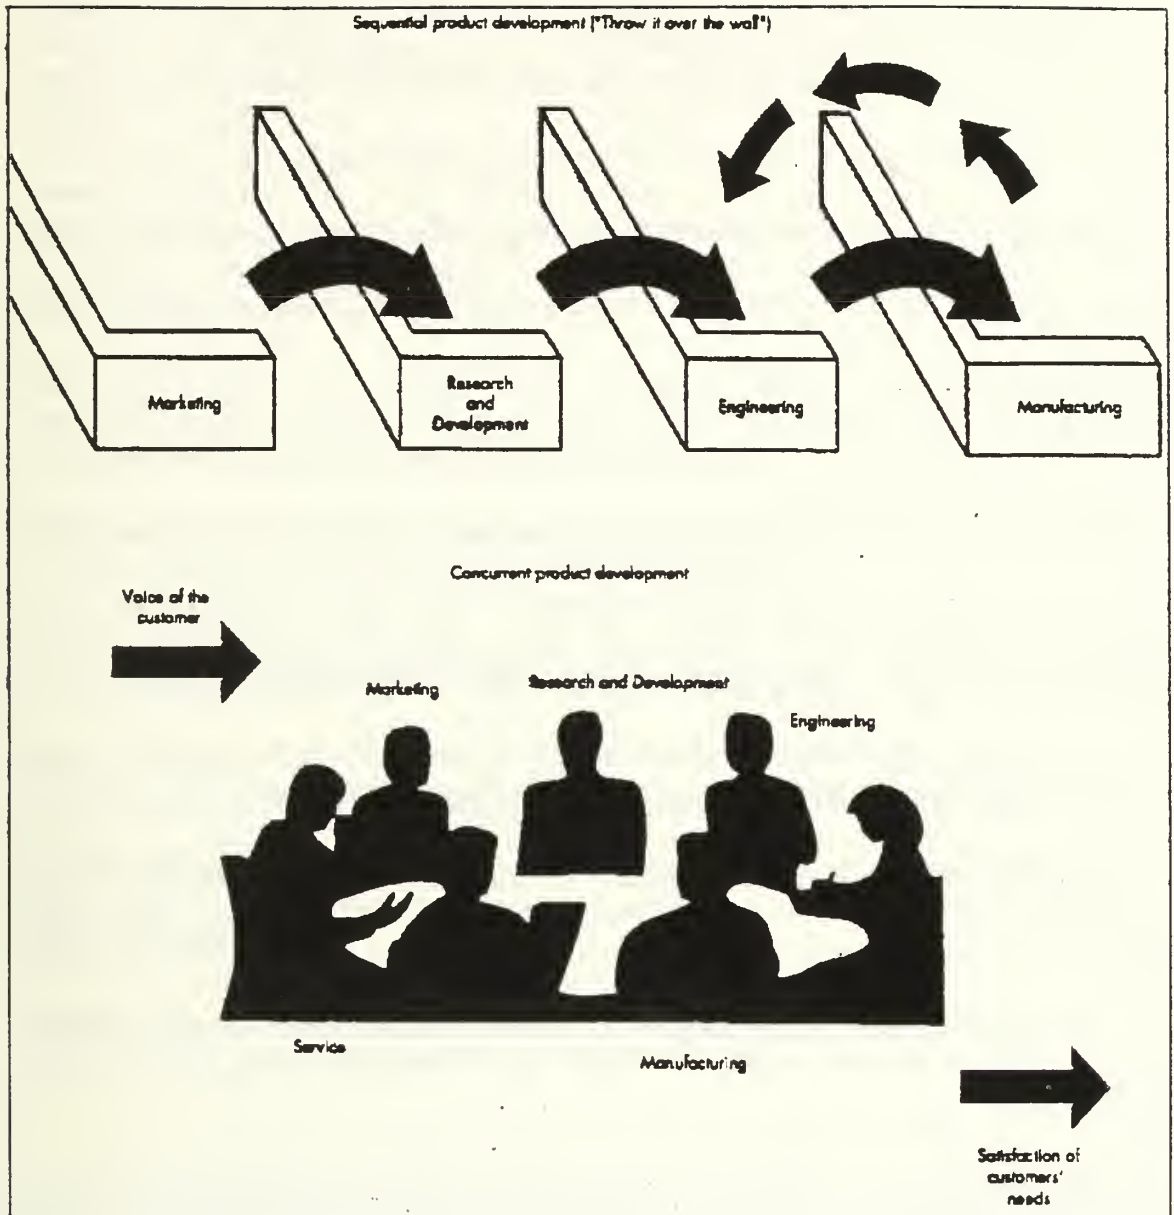 Sequential product development ("Throw it over the wall")
Marketing
Research
and
Development
Engineering
Manufacturing
Concurrent product development
Voice of the
customer
Marketing
Research and Development
Engineering
Service
Manufacturing
Satisfaction of
customers'
needs